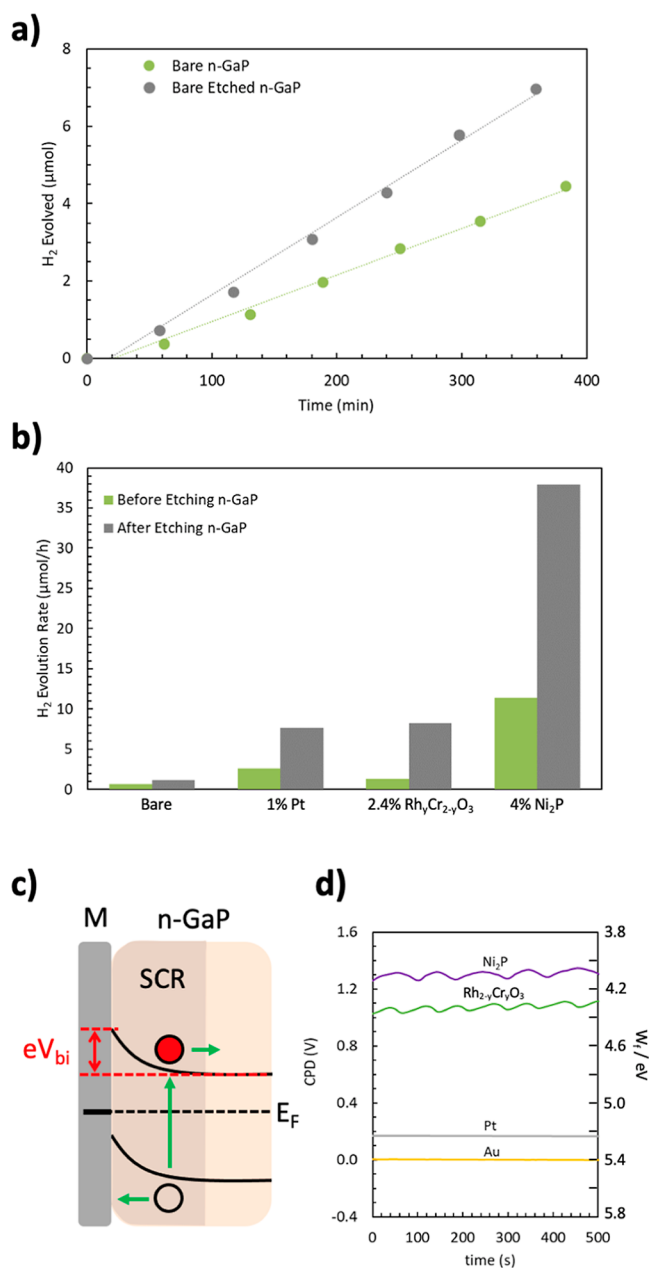 a)
8
6
4
2
0
H₂ Evolved (μmol)
Bare n-GaP
Bare Etched n-GaP
0 100 200 300 400
Time (min)
b)
40
35
30
25
20
15
10
5
0
H₂ Evolution Rate (μmol/h)
Before Etching n-GaP
After Etching n-GaP
Bare 1% Pt 2.4% RhyCr2-yO₃ 4% Ni₂P
c)
M n-GaP
SCR
eVbi
EF
d)
1.6
1.2
0.8
0.4
0.0
-0.4
CPD (V)
Ni₂P
Rh2-yCryO₃
Pt
Au
3.8
4.2
4.6
5.0
5.4
5.8
Wf / eV
0 100 200 300 400 500
time (s)